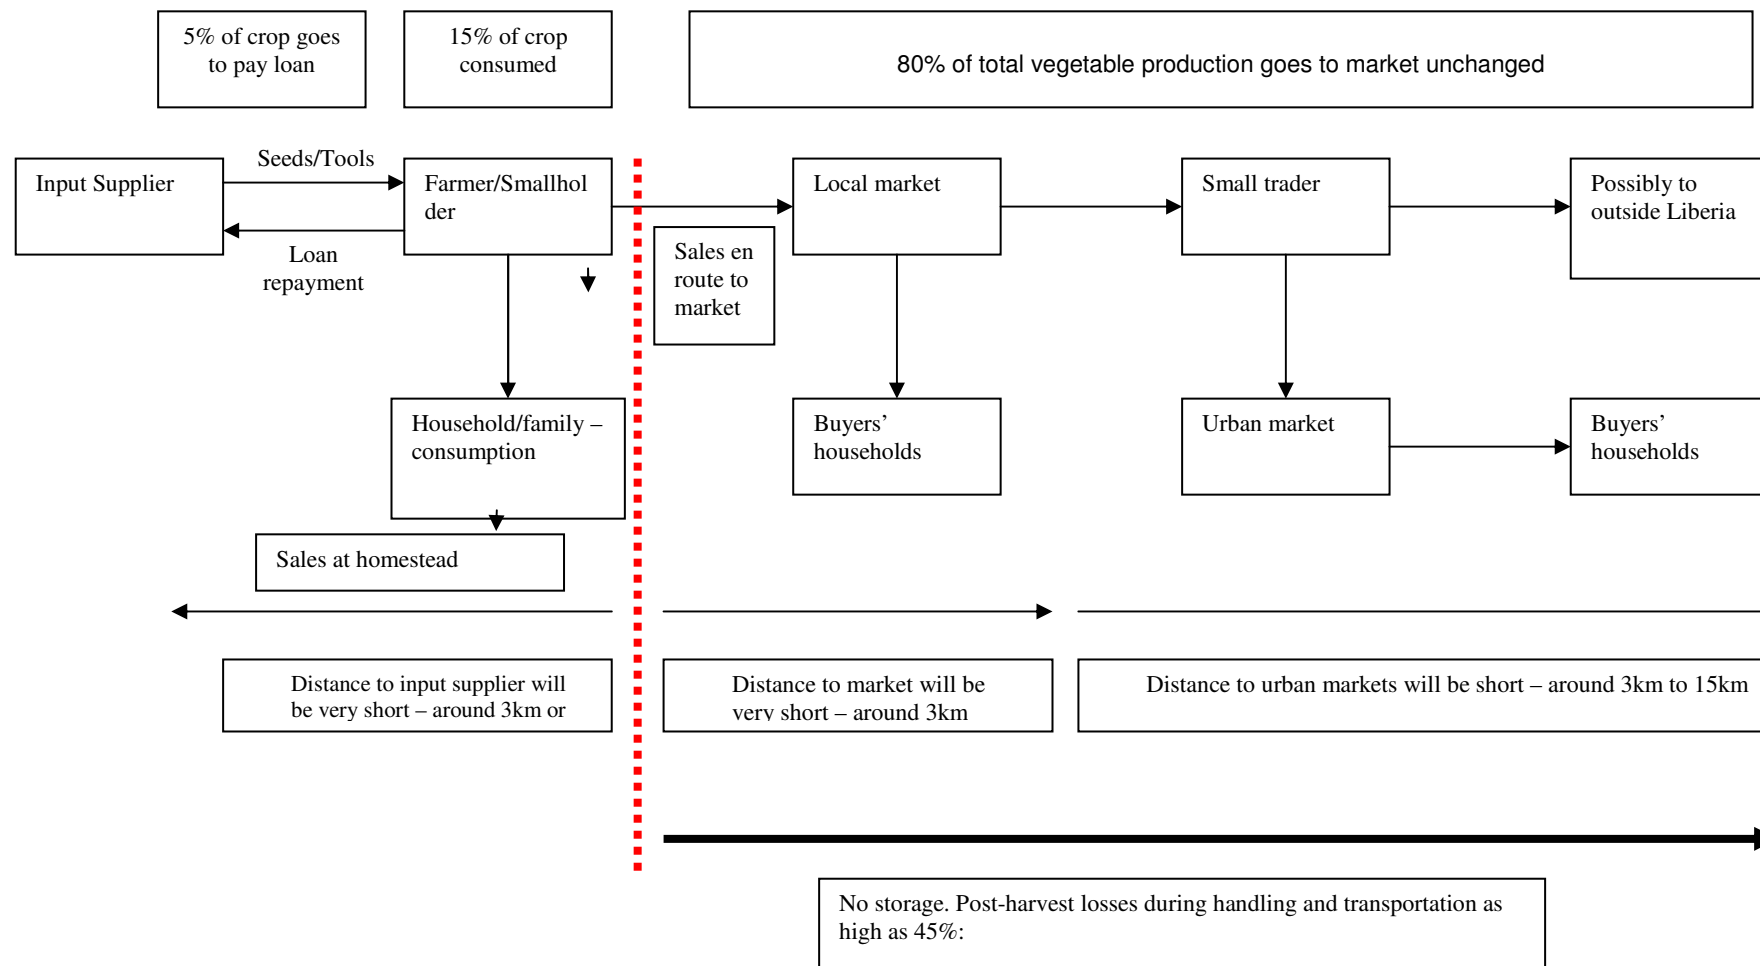 5% of crop goes
to pay loan
15% of crop
consumed
80% of total vegetable production goes to market unchanged
Input Supplier
Seeds/Tools
Loan
repayment
Farmer/Smallhol
der
Sales en
route to
market
Local market
Small trader
Possibly to
outside Liberia
Household/family –
consumption
Buyers’
households
Urban market
Buyers’
households
Sales at homestead
Distance to input supplier will
be very short – around 3km or
Distance to market will be
very short – around 3km
Distance to urban markets will be short – around 3km to 15km
No storage. Post-harvest losses during handling and transportation as
high as 45%: